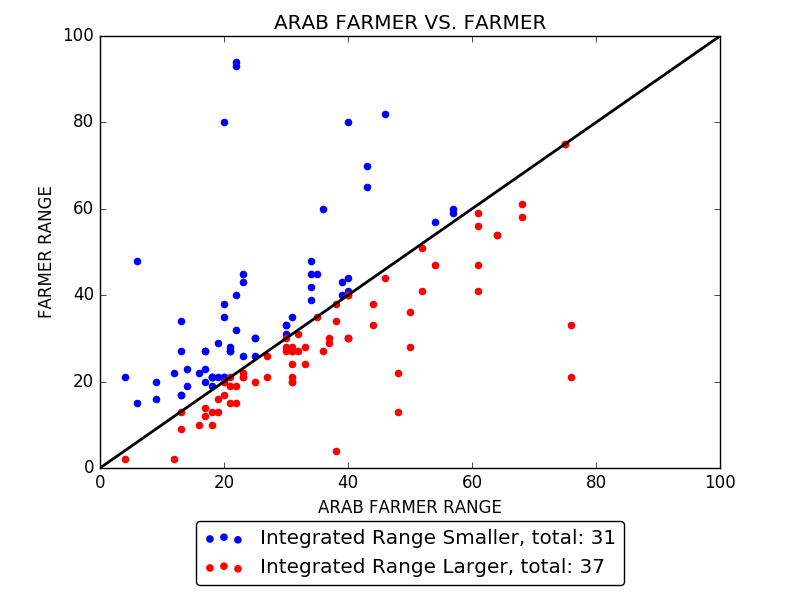 ARAB FARMER VS. FARMER
100
80
60
40
20
0
FARMER RANGE
0 20 40 60 80 100
ARAB FARMER RANGE
Integrated Range Smaller, total: 31
Integrated Range Larger, total: 37